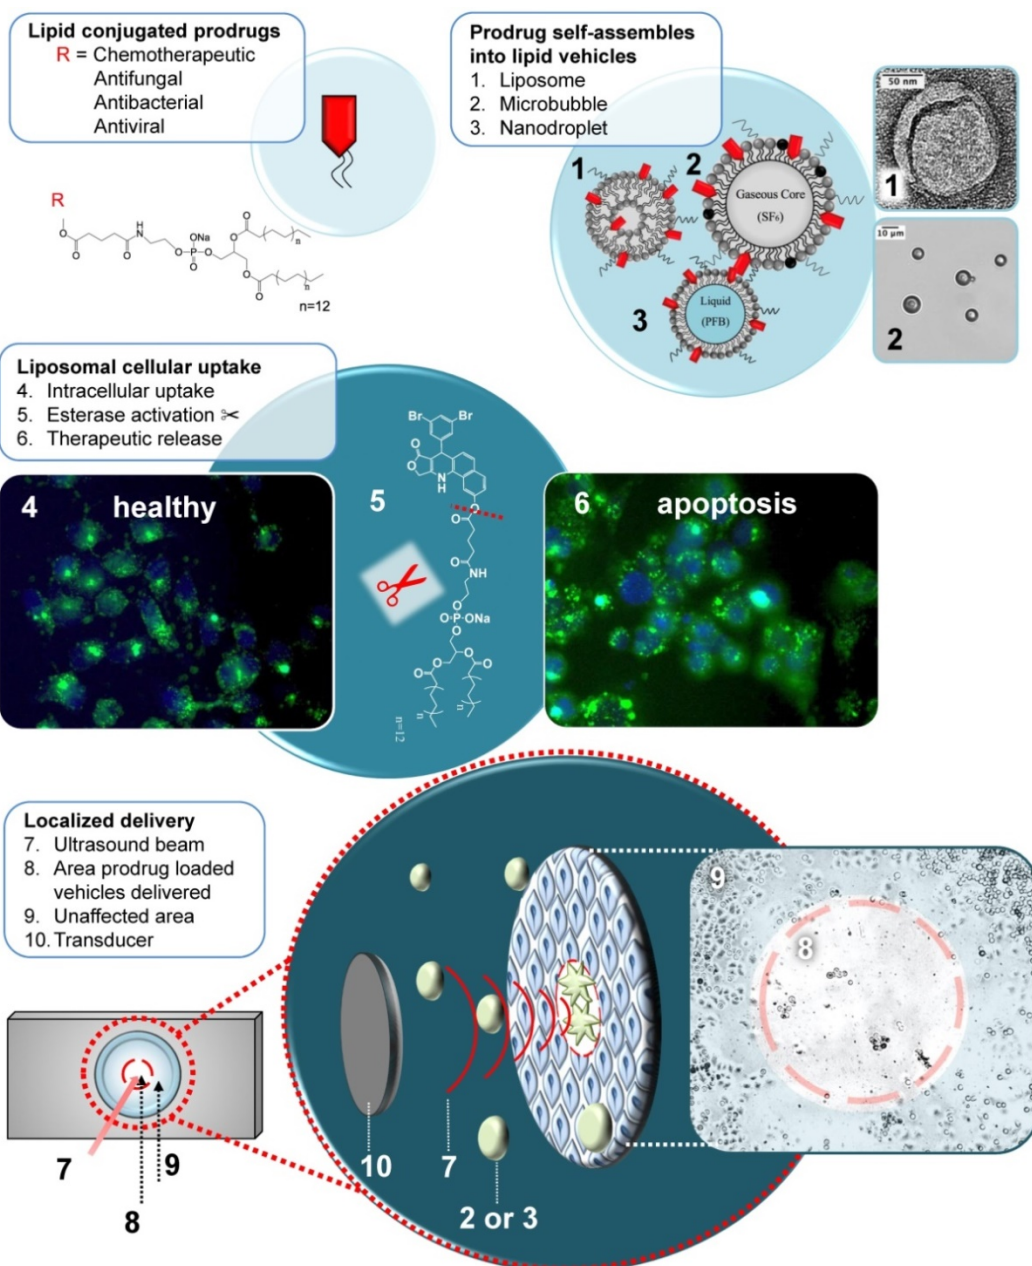 Lipid conjugated prodrugs
R = Chemotherapeutic
Antifungal
Antibacterial
Antiviral
R
O
O
O
N
H
O
P
ONa
O
O
O
O
O
O
n
n
n=12
Prodrug self-assembles
into lipid vehicles
1. Liposome
2. Microbubble
3. Nanodroplet
1
2
Gaseous Core
(SF₆)
3
Liquid
(PFB)
50 nm
1
10 µm
2
Liposomal cellular uptake
4. Intracellular uptake
5. Esterase activation ✂
6. Therapeutic release
4 healthy
5
Br
Br
O
O
N
H
O
O
O
NH
O
O P ONa
O
O
O
O
O
n
n
n=12
6 apoptosis
Localized delivery
7. Ultrasound beam
8. Area prodrug loaded
vehicles delivered
9. Unaffected area
10. Transducer
7
8
9
10
7
2 or 3
9
8